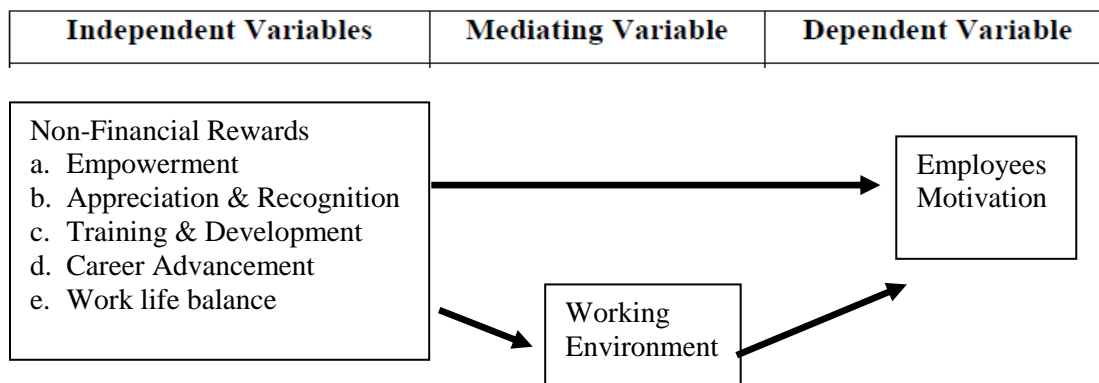 Independent Variables
Mediating Variable
Dependent Variable
Non-Financial Rewards
a. Empowerment
b. Appreciation & Recognition
c. Training & Development
d. Career Advancement
e. Work life balance
Working
Environment
Employees
Motivation